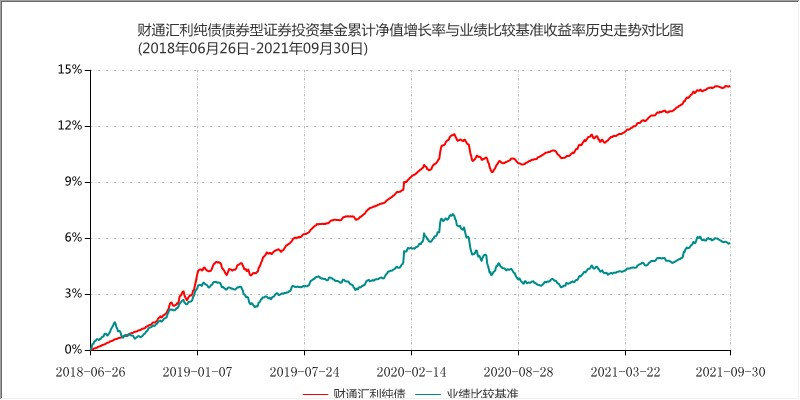 财通汇利纯债债券型证券投资基金累计净值增长率与业绩比较基准收益率历史走势对比图
(2018年06月26日-2021年09月30日)
15%
12%
9%
6%
3%
0%
2018-06-26 2019-01-07 2019-07-24 2020-02-14 2020-08-28 2021-03-22 2021-09-30
财通汇利纯债 业绩比较基准